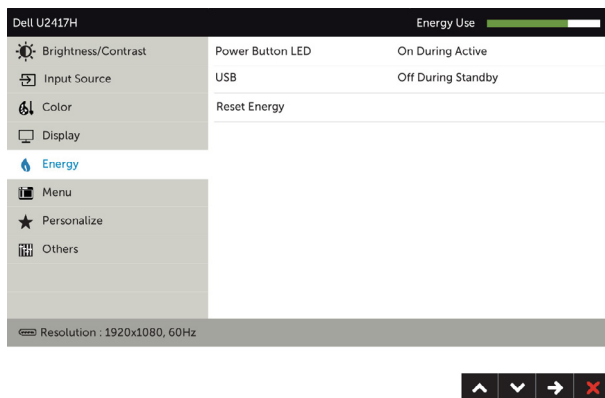 Dell U2417H Energy Use
Brightness/Contrast Power Button LED On During Active
Input Source USB Off During Standby
Color Reset Energy
Display
Energy
Menu
Personalize
Others
Resolution : 1920x1080, 60Hz